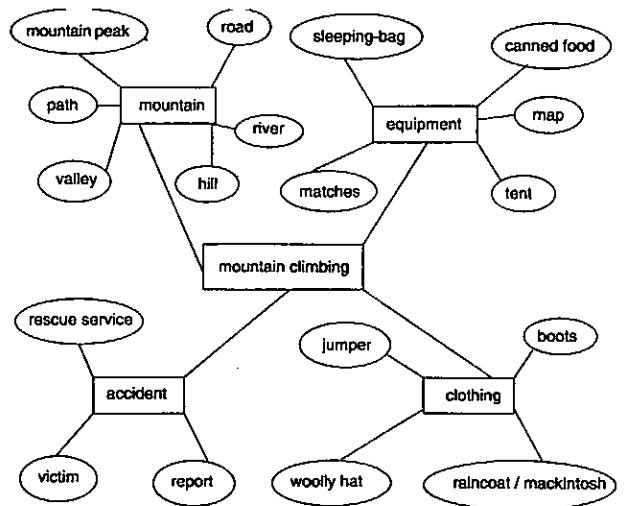 mountain peak
road
sleeping-bag
canned food
path
mountain
equipment
map
river
valley
hill
matches
tent
mountain climbing
rescue service
jumper
boots
accident
clothing
victim
report
woolly hat
raincoat / mackintosh